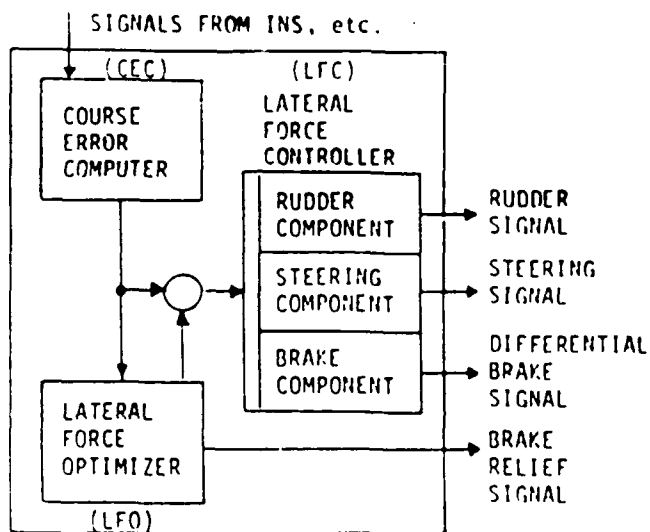 SIGNALS FROM INS, etc.
(CEC)
COURSE
ERROR
COMPUTER
(LFC)
LATERAL
FORCE
CONTROLLER
RUDDER
COMPONENT
STEERING
COMPONENT
BRAKE
COMPONENT
RUDDER
SIGNAL
STEERING
SIGNAL
DIFFERENTIAL
BRAKE
SIGNAL
BRAKE
RELIEF
SIGNAL
LATERAL
FORCE
OPTIMIZER
(LFO)